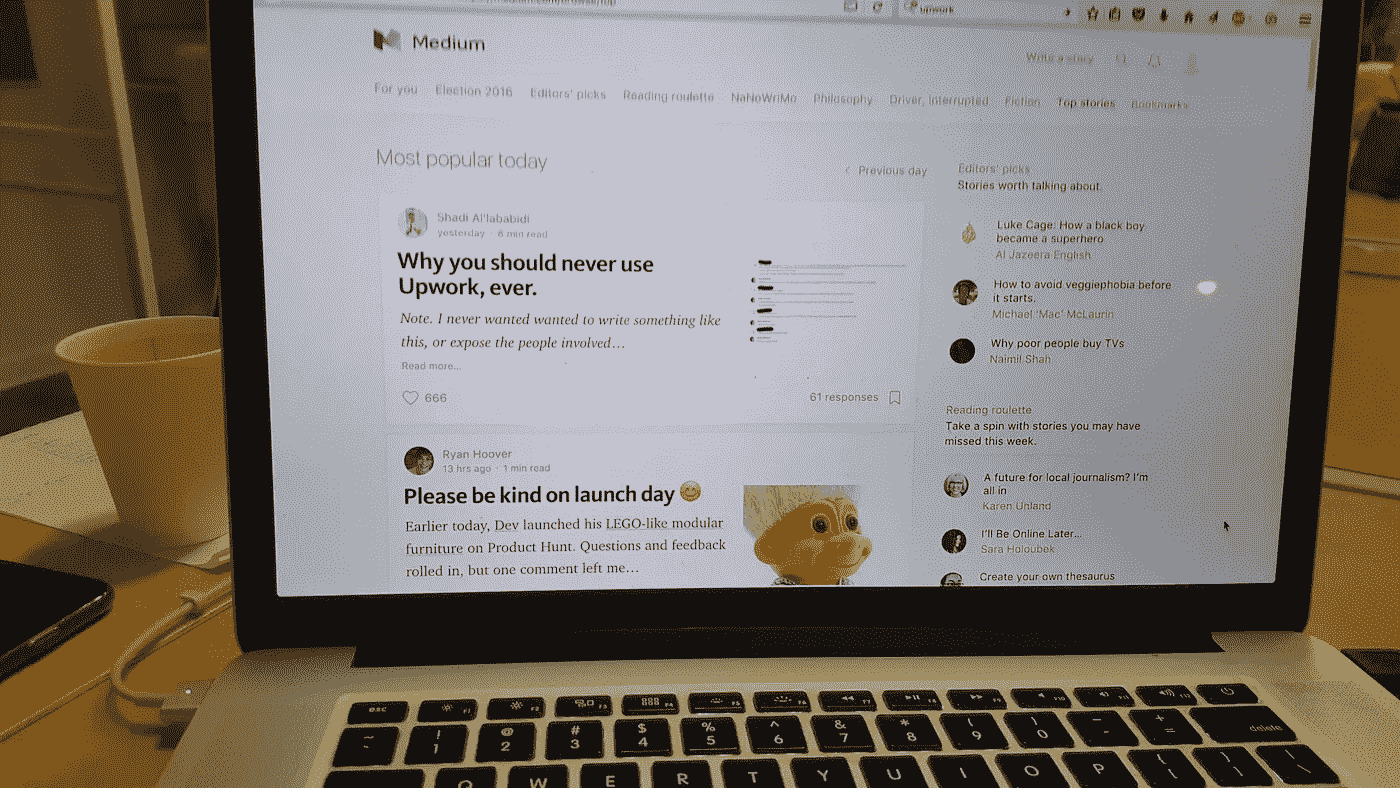 upwork
Medium
Write a story
For you Election 2016 Editors' picks Reading roulette NaNoWriMo Philosophy Driver, Interrupted Fiction Top stories Bookmarks
Most popular today
Previous day
Shadi Al'lababidi
yesterday · 6 min read
Why you should never use
Upwork, ever.
Note. I never wanted wanted to write something like
this, or expose the people involved…
Read more...
666
61 responses
Ryan Hoover
13 hrs ago · 1 min read
Please be kind on launch day 😊
Earlier today, Dev launched his LEGO-like modular
furniture on Product Hunt. Questions and feedback
rolled in, but one comment left me…
Editors' picks
Stories worth talking about.
Luke Cage: How a black boy
became a superhero
Al Jazeera English
How to avoid veggiephobia before
it starts.
Michael 'Mac' McLaurin
Why poor people buy TVs
Naimil Shah
Reading roulette
Take a spin with stories you may have
missed this week.
A future for local journalism? I'm
all in
Karen Unland
I'll Be Online Later...
Sara Holoubek
Create your own thesaurus
esc F1 F2 F3 F4 F5 F6 F7 F8 F9 F10 F11 F12
~ ! @ # $ % ^ & * ( ) _ + delete
` 1 2 3 4 5 6 7 8 9 0 - =
Q W E R T Y U I O P { } |
[ ] \